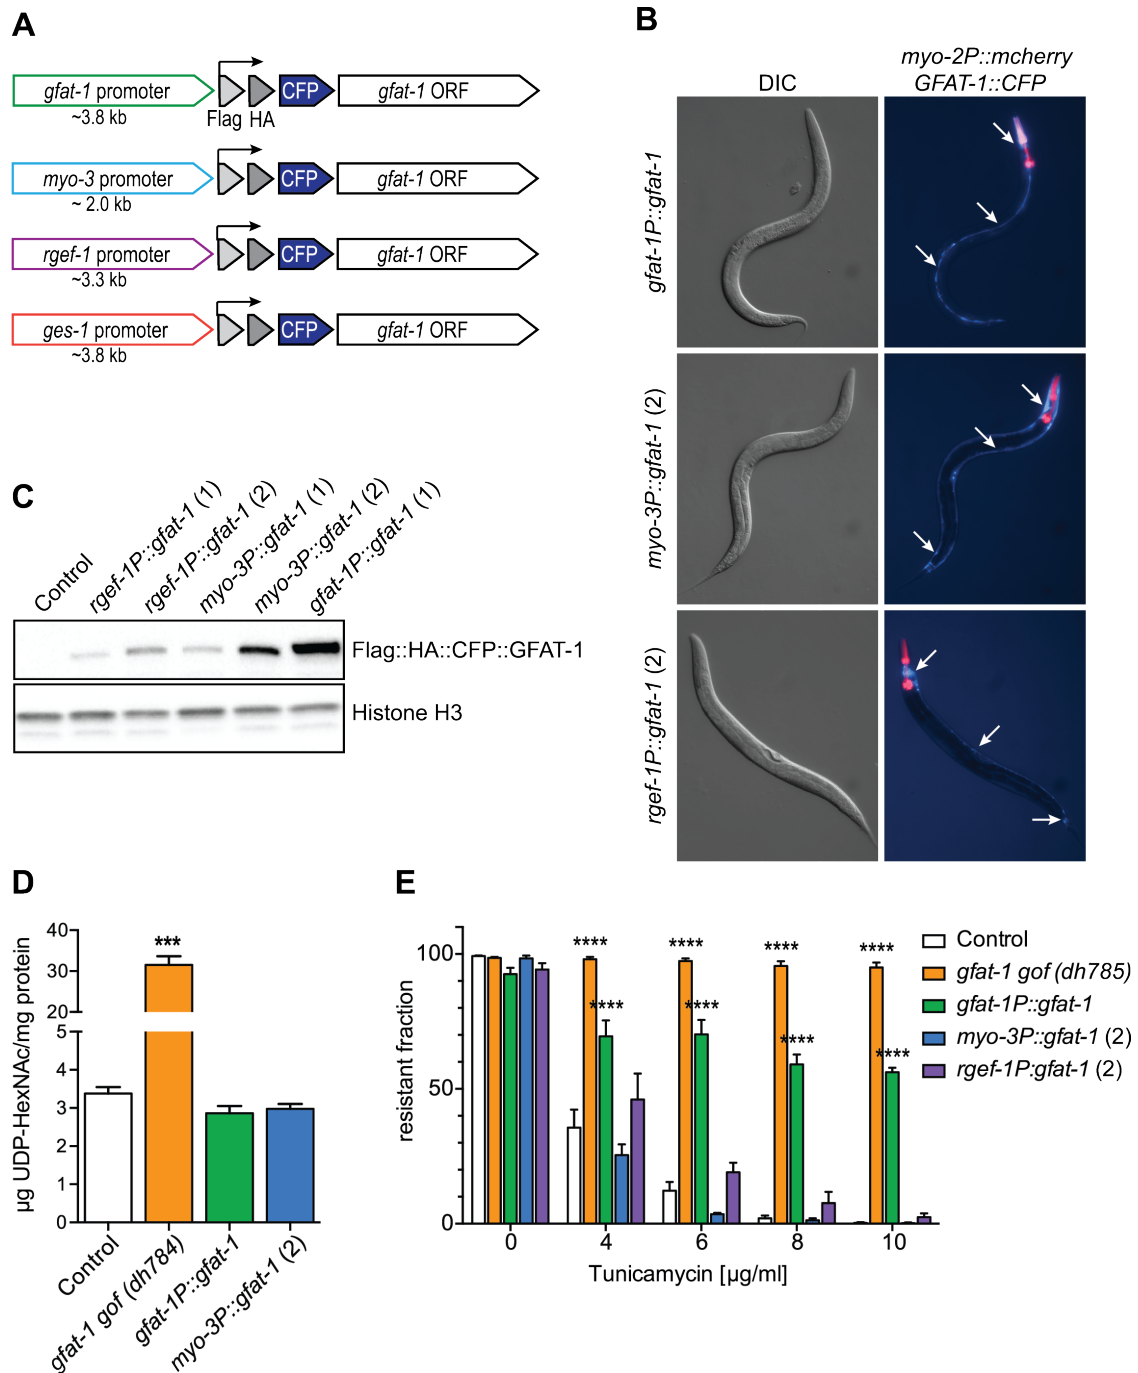 A
gfat-1 promoter
CFP
gfat-1 ORF
~3.8 kb
Flag HA
myo-3 promoter
CFP
gfat-1 ORF
~ 2.0 kb
rgef-1 promoter
CFP
gfat-1 ORF
~3.3 kb
ges-1 promoter
CFP
gfat-1 ORF
~3.8 kb
B
DIC
myo-2P::mcherry
GFAT-1::CFP
gfat-1P::gfat-1
myo-3P::gfat-1 (2)
rgef-1P::gfat-1 (2)
C
Control
rgef-1P::gfat-1 (1)
rgef-1P::gfat-1 (2)
myo-3P::gfat-1 (1)
myo-3P::gfat-1 (2)
gfat-1P::gfat-1 (1)
Flag::HA::CFP::GFAT-1
Histone H3
D
µg UDP-HexNAc/mg protein
40
30
20
5
4
3
2
1
0
***
Control
gfat-1 gof (dh784)
gfat-1P::gfat-1
myo-3P::gfat-1 (2)
E
resistant fraction
100
50
0
**** **** **** ****
**** **** **** ****
0 4 6 8 10
Tunicamycin [µg/ml]
Control
gfat-1 gof (dh785)
gfat-1P::gfat-1
myo-3P::gfat-1 (2)
rgef-1P:gfat-1 (2)